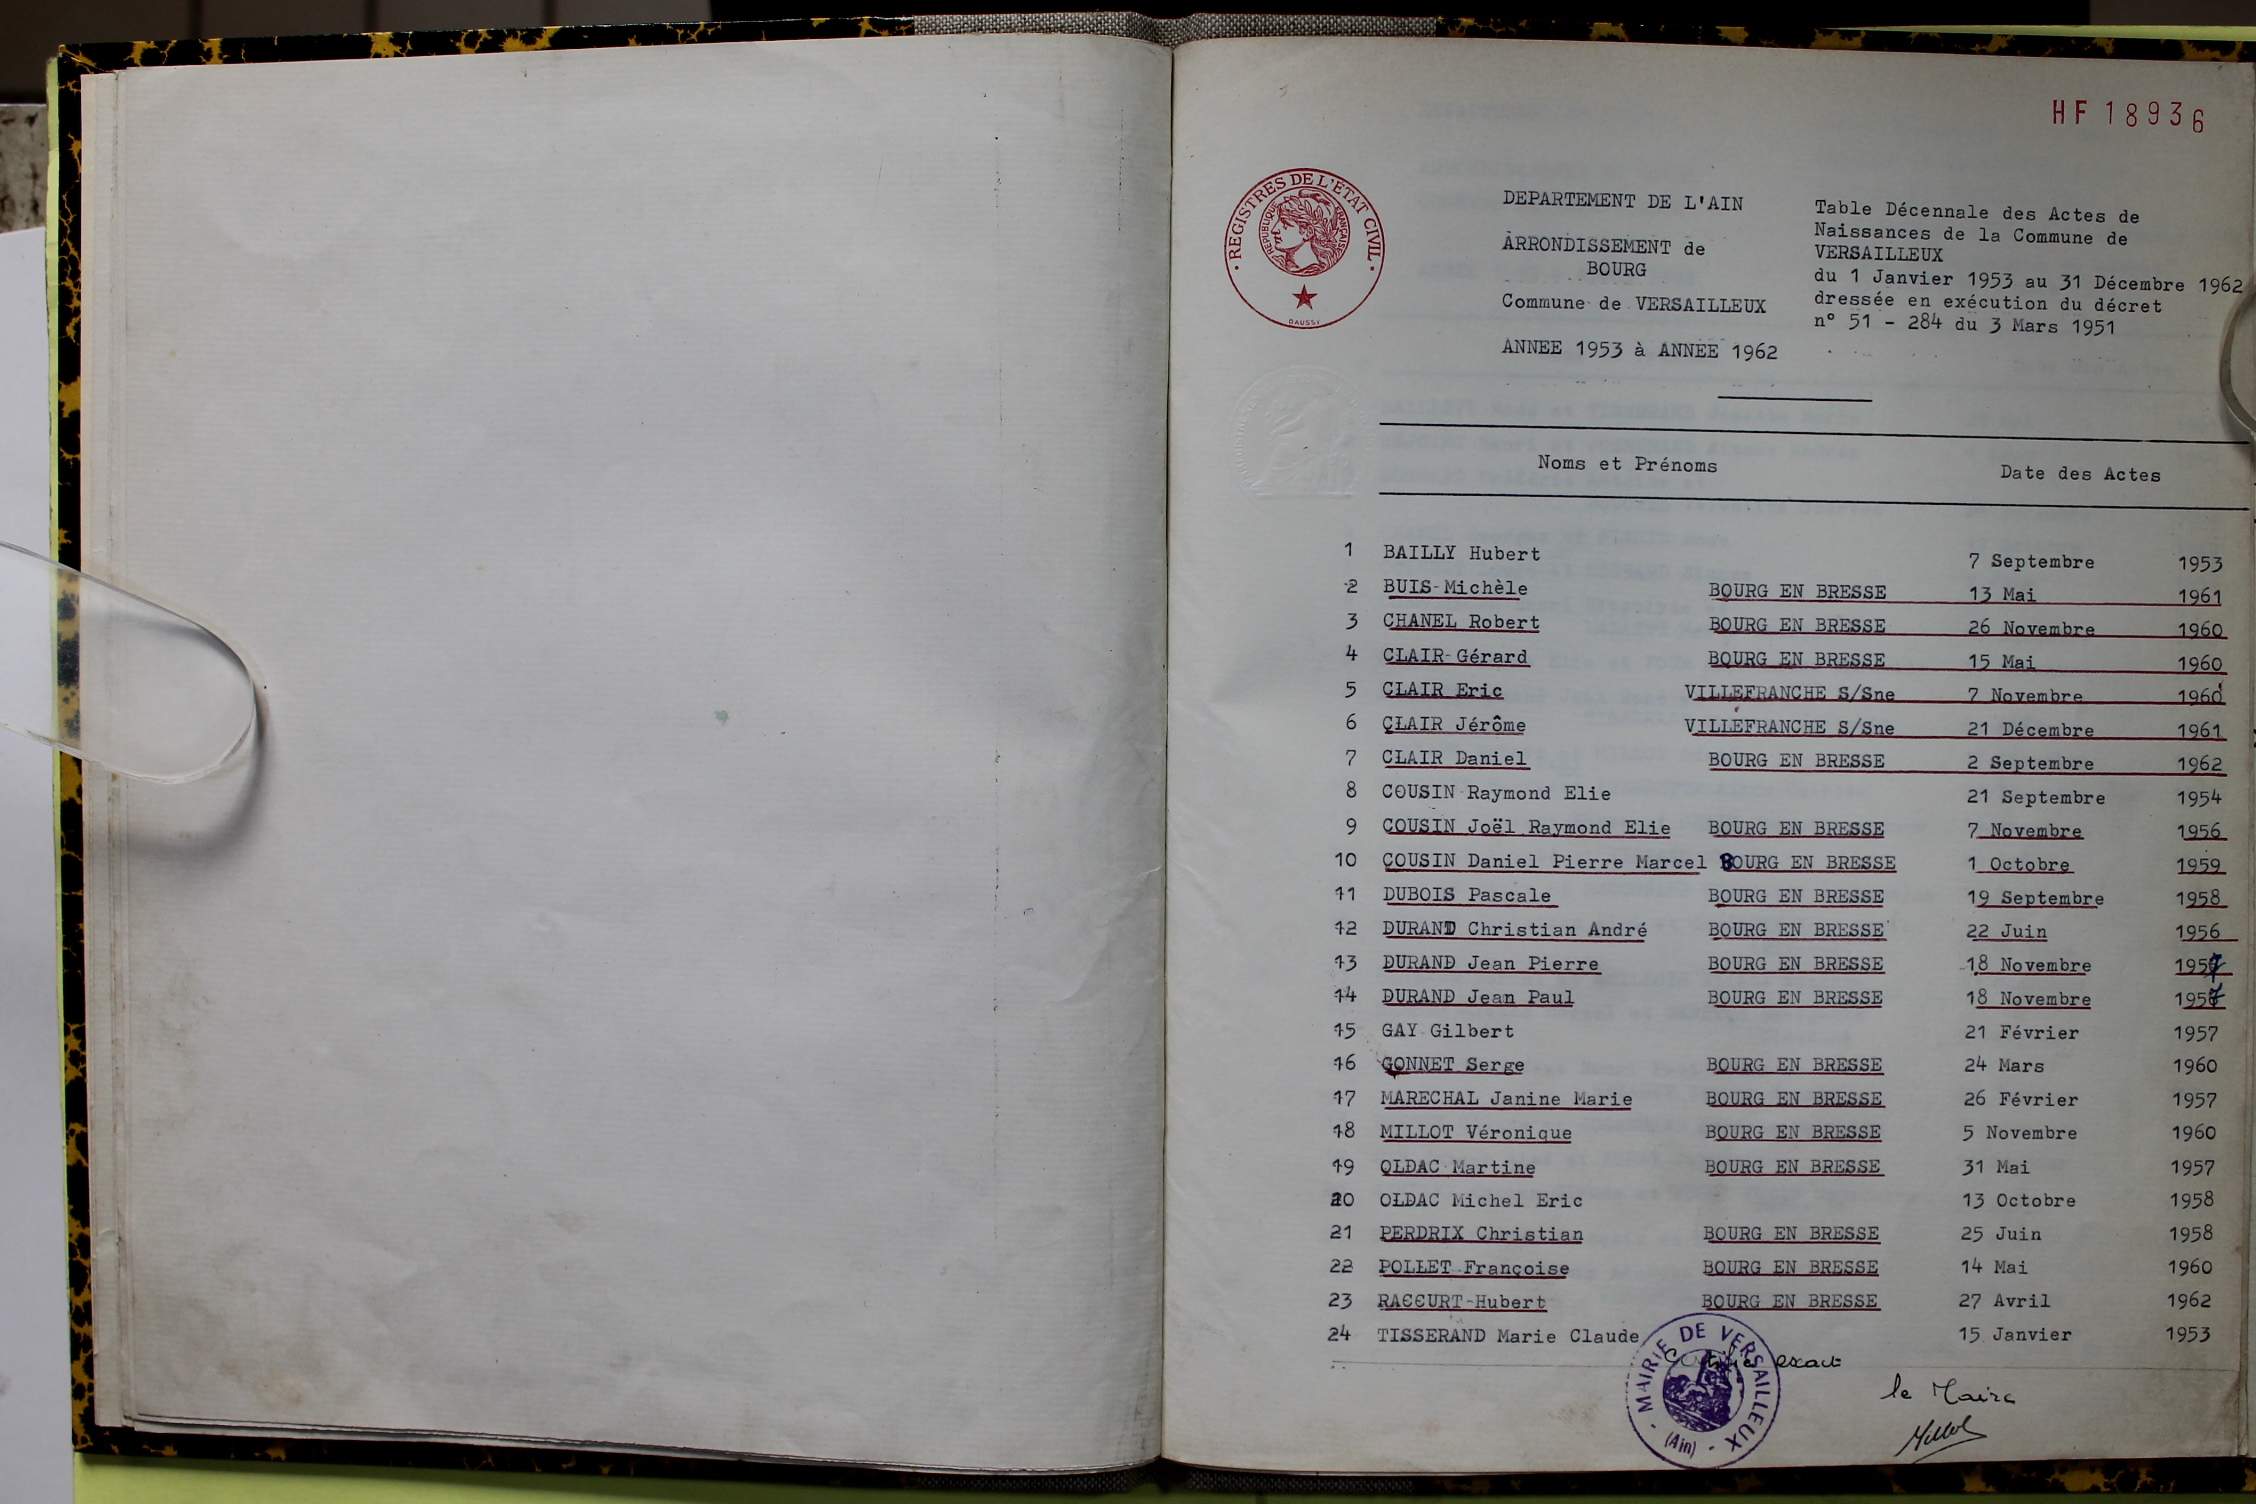 HF 18936
REGISTRES DE L'ETAT CIVIL
REPUBLIQUE FRANÇAISE
DAUSSY
DEPARTEMENT DE L'AIN
ARRONDISSEMENT de
BOURG
Commune de VERSAILLEUX
ANNEE 1953 à ANNEE 1962
Table Décennale des Actes de
Naissances de la Commune de
VERSAILLEUX
du 1 Janvier 1953 au 31 Décembre 1962
dressée en exécution du décret
n° 51 - 284 du 3 Mars 1951
Noms et Prénoms Date des Actes
1 BAILLY Hubert 7 Septembre 1953
2 BUIS Michèle BOURG EN BRESSE 13 Mai 1961
3 CHANEL Robert BOURG EN BRESSE 26 Novembre 1960
4 CLAIR Gérard BOURG EN BRESSE 15 Mai 1960
5 CLAIR Eric VILLEFRANCHE S/Sne 7 Novembre 1960
6 CLAIR Jérôme VILLEFRANCHE S/Sne 21 Décembre 1961
7 CLAIR Daniel BOURG EN BRESSE 2 Septembre 1962
8 COUSIN Raymond Elie 21 Septembre 1954
9 COUSIN Joël Raymond Elie BOURG EN BRESSE 7 Novembre 1956
10 COUSIN Daniel Pierre Marcel BOURG EN BRESSE 1 Octobre 1959
11 DUBOIS Pascale BOURG EN BRESSE 19 Septembre 1958
12 DURAND Christian André BOURG EN BRESSE 22 Juin 1956
13 DURAND Jean Pierre BOURG EN BRESSE 18 Novembre 1957
14 DURAND Jean Paul BOURG EN BRESSE 18 Novembre 1957
15 GAY Gilbert 21 Février 1957
16 GONNET Serge BOURG EN BRESSE 24 Mars 1960
17 MARECHAL Janine Marie BOURG EN BRESSE 26 Février 1957
18 MILLOT Véronique BOURG EN BRESSE 5 Novembre 1960
19 OLDAC Martine BOURG EN BRESSE 31 Mai 1957
20 OLDAC Michel Eric 13 Octobre 1958
21 PERDRIX Christian BOURG EN BRESSE 25 Juin 1958
22 POLLET Françoise BOURG EN BRESSE 14 Mai 1960
23 RACCURT Hubert BOURG EN BRESSE 27 Avril 1962
24 TISSERAND Marie Claude 15 Janvier 1953
Certifié exact
le Maire
MAIRIE DE VERSAILLEUX
(Ain)